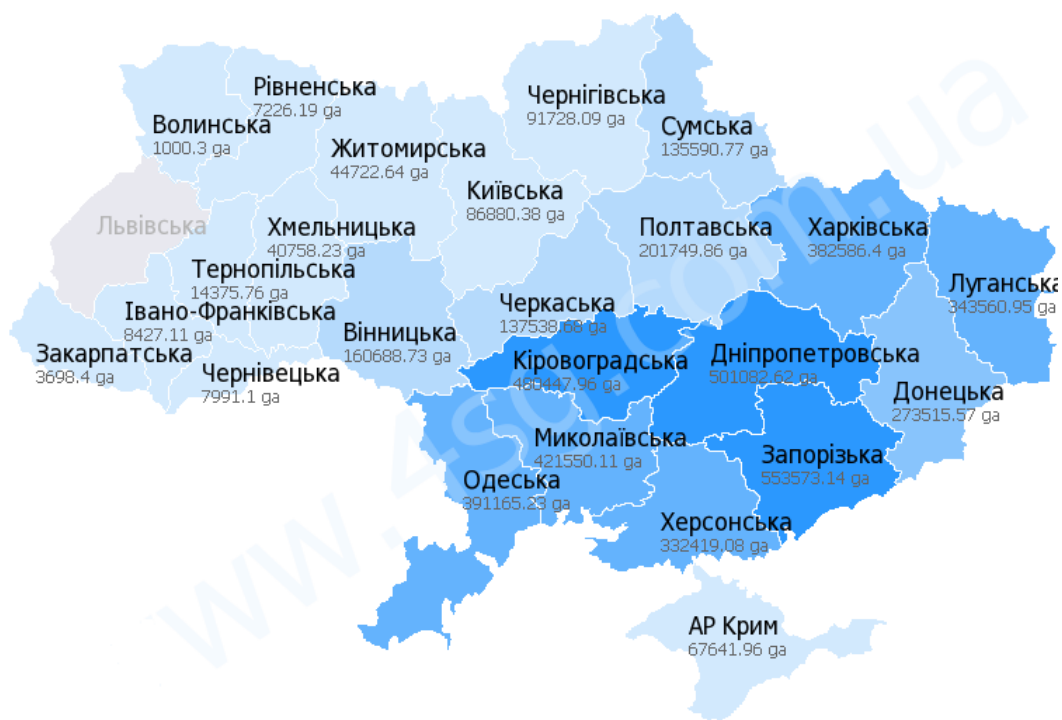 Рівненська
7226.19 ga
Чернігівська
91728.09 ga
Волинська
1000.3 ga
Сумська
135590.77 ga
Житомирська
44722.64 ga
Київська
86880.38 ga
Львівська
Хмельницька
40758.23 ga
Полтавська
201749.86 ga
Харківська
382586.4 ga
Тернопільська
14375.76 ga
Луганська
343560.95 ga
Івано-Франківська
8427.11 ga
Черкаська
137538.68 ga
Вінницька
160688.73 ga
Закарпатська
3698.4 ga
Кіровоградська
480447.96 ga
Дніпропетровська
501082.62 ga
Чернівецька
7991.1 ga
Донецька
273515.57 ga
Миколаївська
421550.11 ga
Запорізька
553573.14 ga
Одеська
391165.23 ga
Херсонська
332419.08 ga
АР Крим
67641.96 ga
www.4sg.com.ua